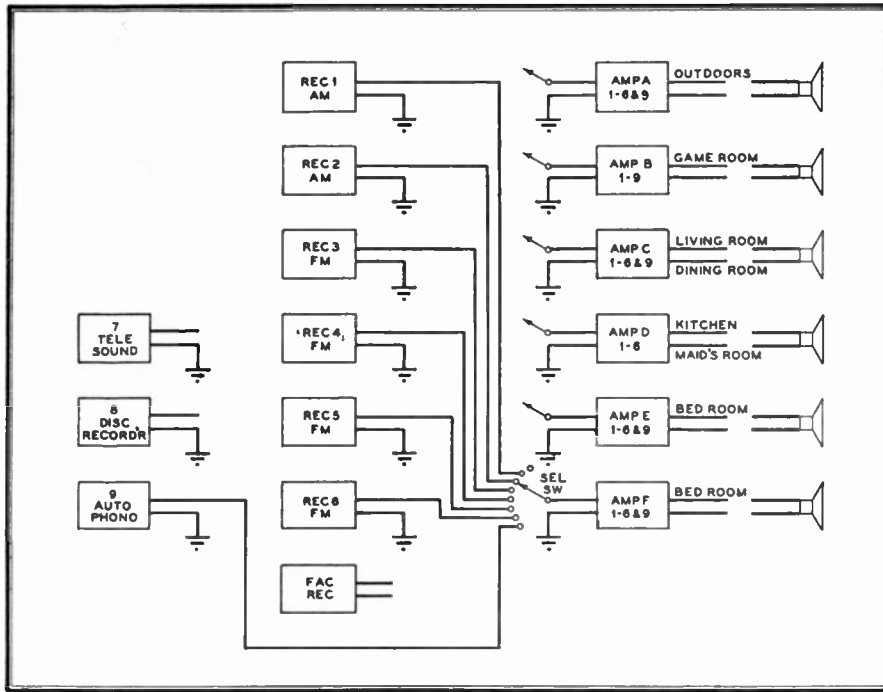 REC 1
AM
AMP A
1-6 & 9
OUTDOORS
REC 2
AM
AMP B
1-9
GAME ROOM
REC 3
FM
AMP C
1-6 & 9
LIVING ROOM
DINING ROOM
7
TELE
SOUND
REC 4
FM
AMP D
1-6
KITCHEN
MAID'S ROOM
8
DISC
RECORD'R
REC 5
FM
AMP E
1-6 & 9
BED ROOM
SEL
SW
9
AUTO
PHONO
REC 6
FM
AMP F
1-6 & 9
BED ROOM
FAC
REC